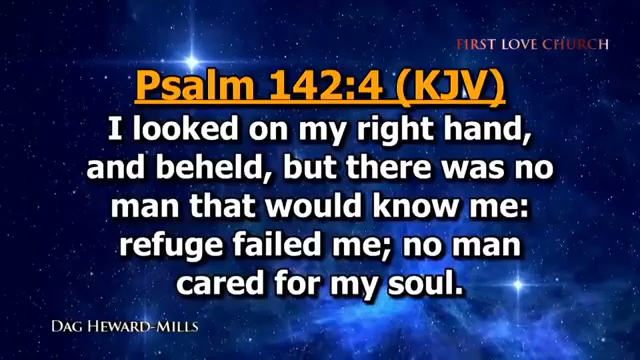 FIRST LOVE CHURCH
Psalm 142:4 (KJV)
I looked on my right hand,
and beheld, but there was no
man that would know me:
refuge failed me; no man
cared for my soul.
DAG HEWARD-MILLS